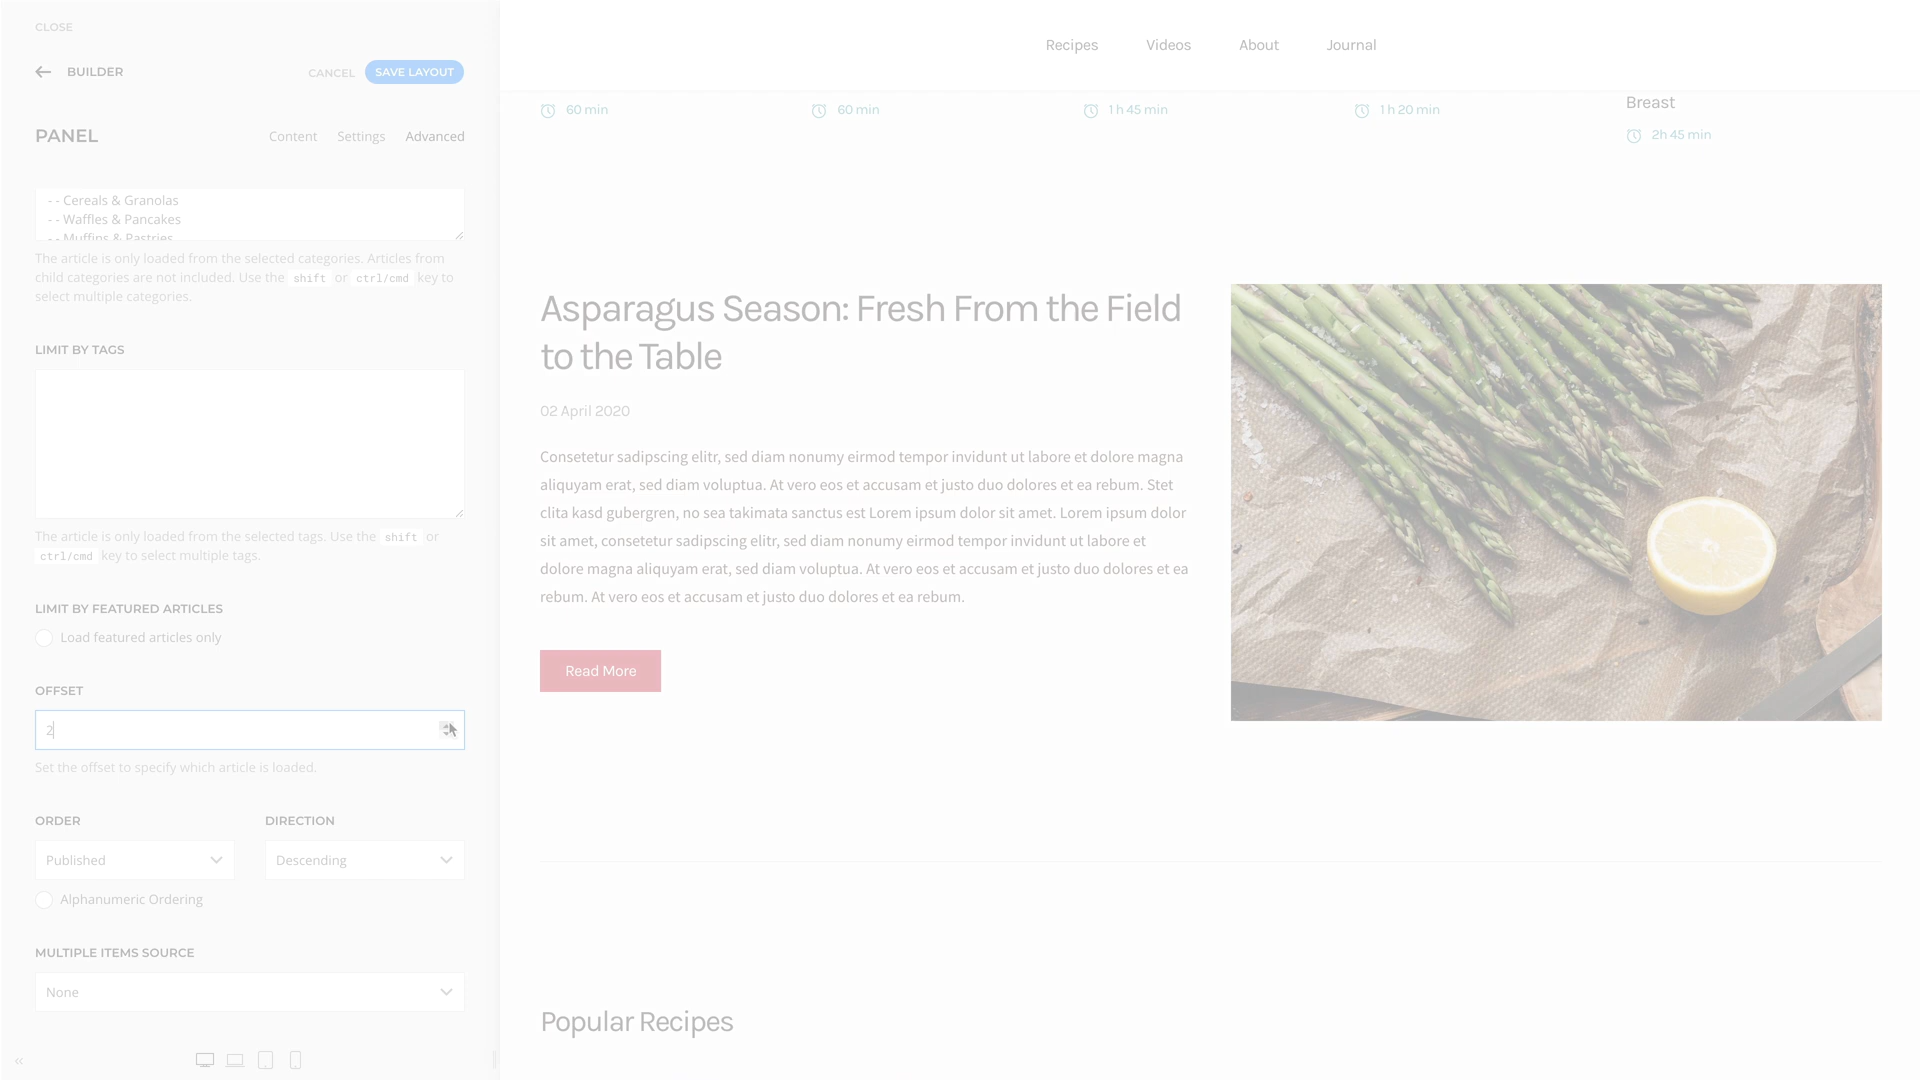 CLOSE
BUILDER
CANCEL
SAVE LAYOUT
PANEL
Content
Settings
Advanced
- - Cereals & Granolas
- - Waffles & Pancakes
- - Muffins & Pastries
The article is only loaded from the selected categories. Articles from
child categories are not included. Use the shift or ctrl/cmd key to
select multiple categories.
LIMIT BY TAGS
The article is only loaded from the selected tags. Use the shift or
ctrl/cmd key to select multiple tags.
LIMIT BY FEATURED ARTICLES
Load featured articles only
OFFSET
2
Set the offset to specify which article is loaded.
ORDER
DIRECTION
Published
Descending
Alphanumeric Ordering
MULTIPLE ITEMS SOURCE
None
«
Recipes
Videos
About
Journal
60 min
60 min
1 h 45 min
1 h 20 min
Breast
2h 45 min
Asparagus Season: Fresh From the Field
to the Table
02 April 2020
Consetetur sadipscing elitr, sed diam nonumy eirmod tempor invidunt ut labore et dolore magna
aliquyam erat, sed diam voluptua. At vero eos et accusam et justo duo dolores et ea rebum. Stet
clita kasd gubergren, no sea takimata sanctus est Lorem ipsum dolor sit amet. Lorem ipsum dolor
sit amet, consetetur sadipscing elitr, sed diam nonumy eirmod tempor invidunt ut labore et
dolore magna aliquyam erat, sed diam voluptua. At vero eos et accusam et justo duo dolores et ea
rebum. At vero eos et accusam et justo duo dolores et ea rebum.
Read More
Popular Recipes